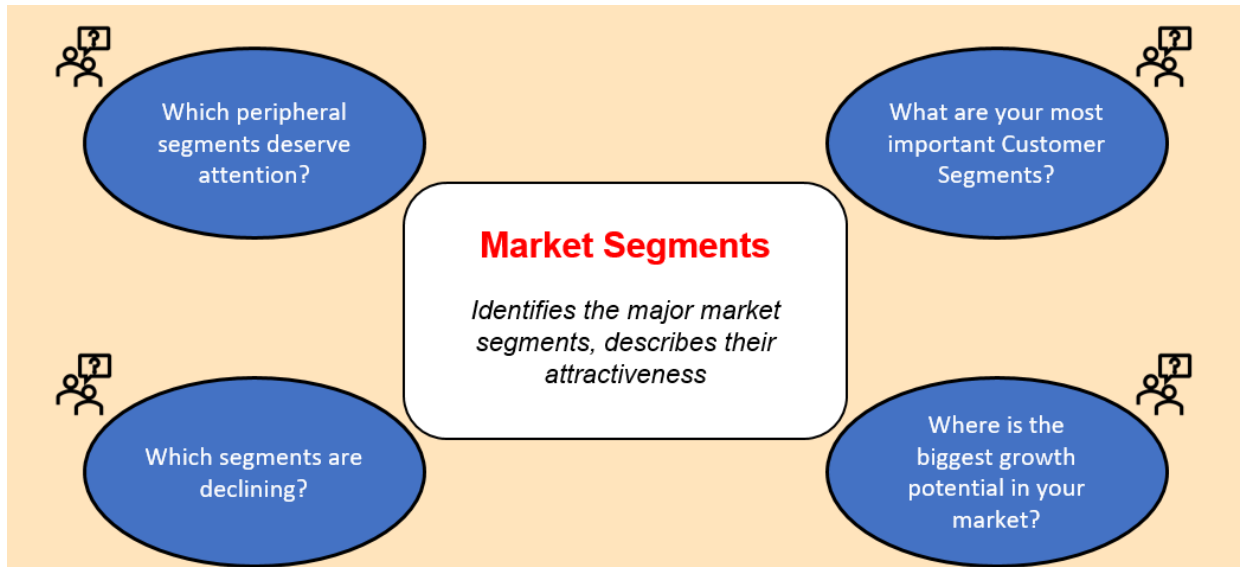 Which peripheral
segments deserve
attention?
What are your most
important Customer
Segments?
Market Segments
Identifies the major market
segments, describes their
attractiveness
Which segments are
declining?
Where is the
biggest growth
potential in your
market?